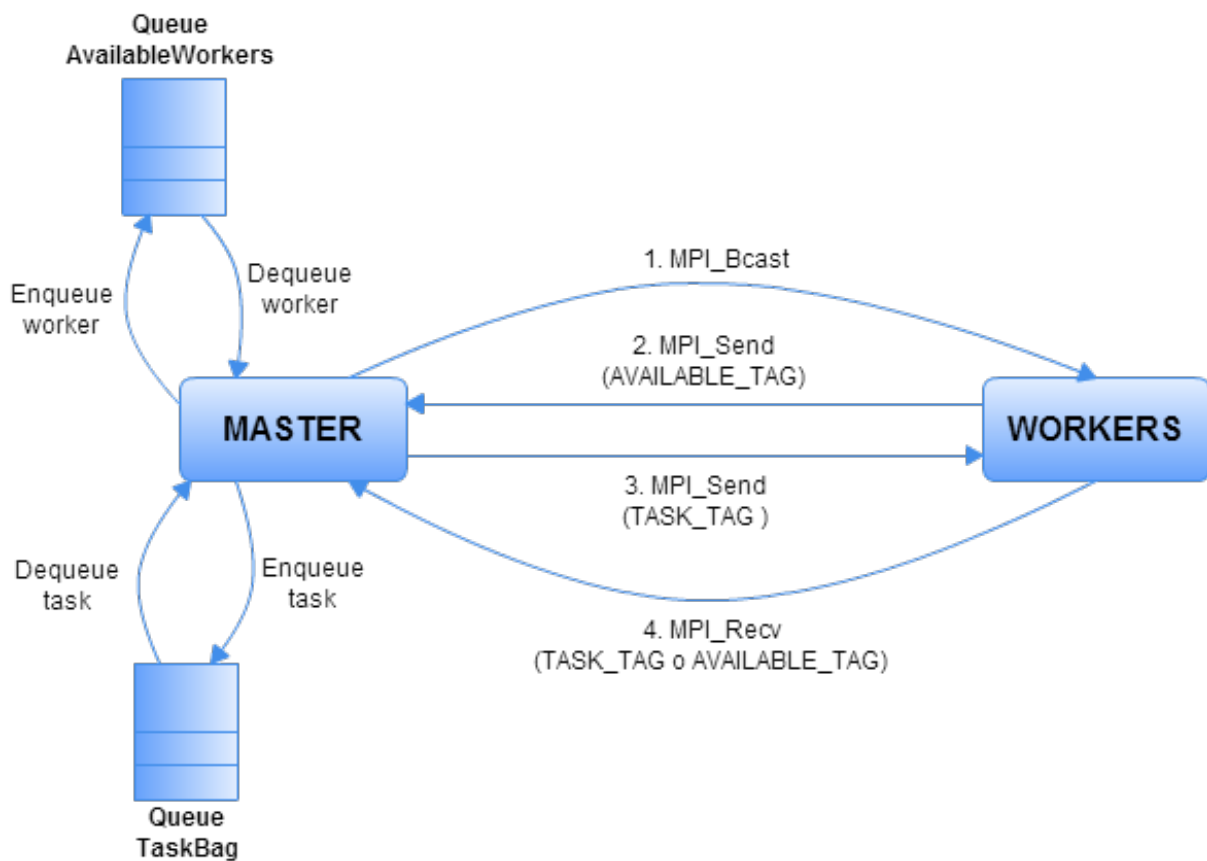 Queue
AvailableWorkers
Enqueue
worker
Dequeue
worker
1. MPI_Bcast
2. MPI_Send
(AVAILABLE_TAG)
MASTER
WORKERS
3. MPI_Send
(TASK_TAG )
Dequeue
task
Enqueue
task
4. MPI_Recv
(TASK_TAG o AVAILABLE_TAG)
Queue
TaskBag